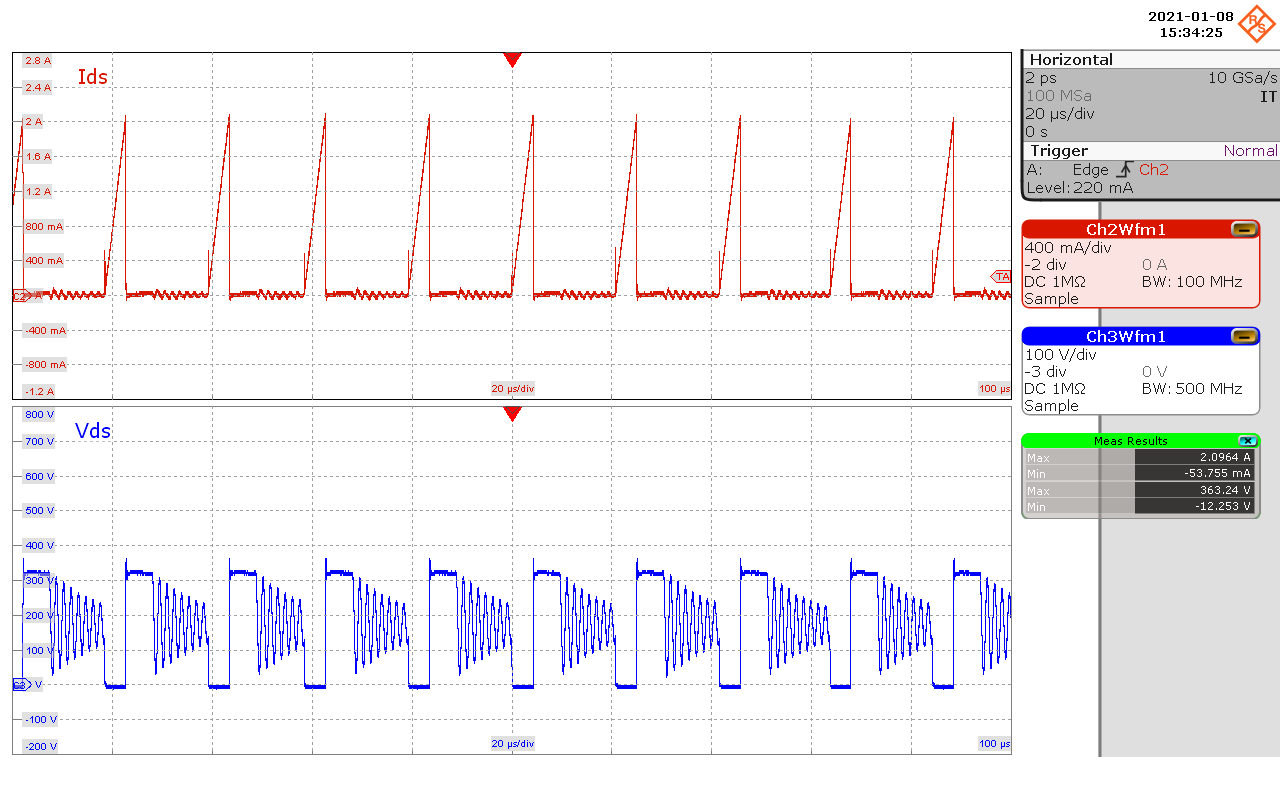 2021-01-08
15:34:25
R
S
2.8 A
Ids
2.4 A
2 A
1.6 A
1.2 A
800 mA
400 mA
C2 A
TA
-400 mA
-800 mA
-1.2 A
20 µs/div
100 µs
800 V
Vds
700 V
600 V
500 V
400 V
300 V
200 V
100 V
C3 V
-100 V
-200 V
20 µs/div
100 µs
Horizontal
2 ps 10 GSa/s
100 MSa IT
20 µs/div
0 s
Trigger Normal
A: Edge Ch2
Level: 220 mA
Ch2Wfm1
400 mA/div
-2 div 0 A
DC 1MΩ BW: 100 MHz
Sample
Ch3Wfm1
100 V/div
-3 div 0 V
DC 1MΩ BW: 500 MHz
Sample
Meas Results
Max 2.0964 A
Min -53.755 mA
Max 363.24 V
Min -12.253 V